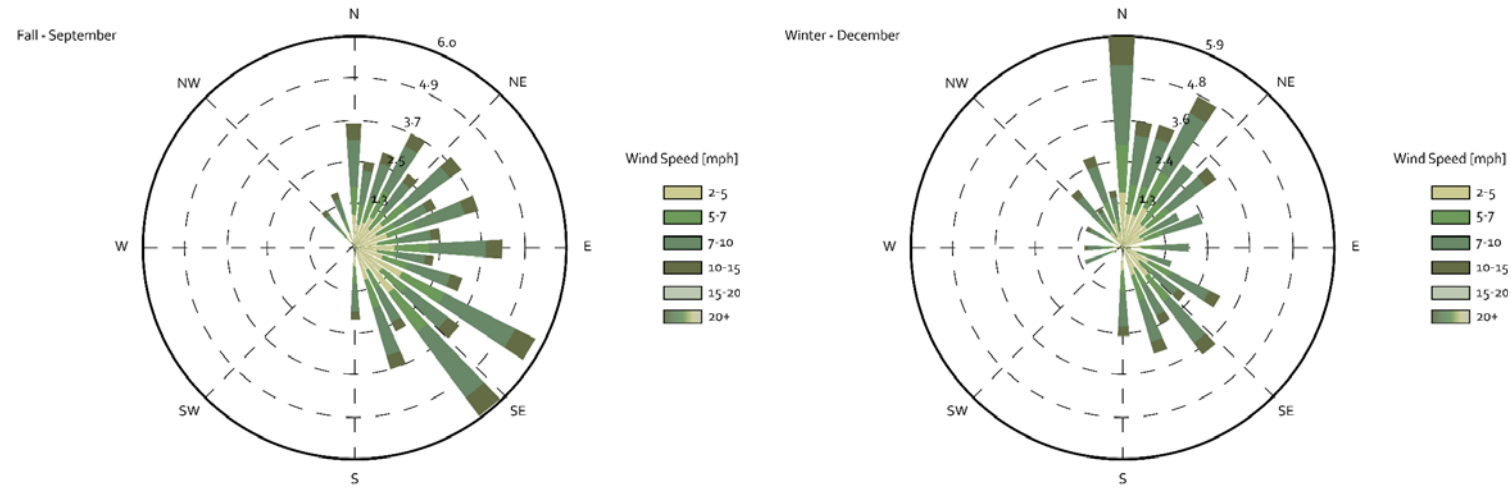 Fall - September
N
NE
E
SE
S
SW
W
NW
6.0
4.9
3.7
2.5
1.3
Wind Speed [mph]
2-5
5-7
7-10
10-15
15-20
20+
Winter - December
N
NE
E
SE
S
SW
W
NW
5.9
4.8
3.6
2.4
1.3
Wind Speed [mph]
2-5
5-7
7-10
10-15
15-20
20+